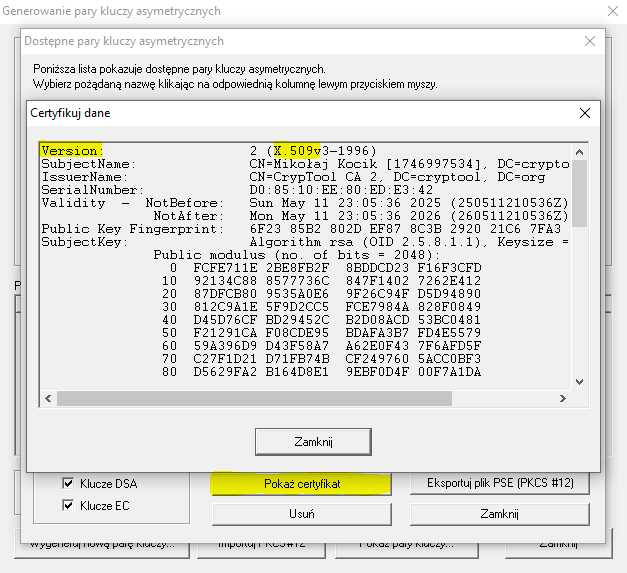 Generowanie pary kluczy asymetrycznych
Dostępne pary kluczy asymetrycznych
Poniższa lista pokazuje dostępne pary kluczy asymetrycznych.
Wybierz pożądaną nazwę klikając na odpowiednią kolumnę lewym przyciskiem myszy.
Certyfikuj dane
Version: 2 (X.509v3-1996)
SubjectName: CN=Mikołaj Kocik [1746997534], DC=crypto
IssuerName: CN=CrypTool CA 2, DC=cryptool, DC=org
SerialNumber: D0:85:10:EE:80:ED:E3:42
Validity - NotBefore: Sun May 11 23:05:36 2025 (250511210536Z)
NotAfter: Mon May 11 23:05:36 2026 (260511210536Z)
Public Key Fingerprint: 6F23 85B2 802D EF87 8C3B 2920 21C6 7FA3
SubjectKey: Algorithm rsa (OID 2.5.8.1.1), Keysize =
Public modulus (no. of bits = 2048):
0 FCFE711E 2BE8FB2F 8BDDCD23 F16F3CFD
10 92134C88 8577736C 847F1402 7262E412
20 87DFCB80 9535A0E6 9F26C94F D5D94890
30 812C9A1E 5F9D2CC5 FCE7984A 828F0849
40 D45D76CF BD29452C B2D08ACD 53BC0481
50 F21291CA F08CDE95 BDAFA3B7 FD4E5579
60 59A396D9 D43F58A7 A62E0F43 7F6AFD5F
70 C27F1D21 D71FB74B CF249760 5ACC0BF3
80 D5629FA2 B164D8E1 9EBF0D4F 00F7A1DA
Zamknij
Klucze DSA
Pokaż certyfikat
Eksportuj plik PSE (PKCS #12)
Klucze EC
Usuń
Zamknij
Wygeneruj nową parę kluczy...
Importuj PKCS#12
Pokaż pary kluczy...
Zamknij